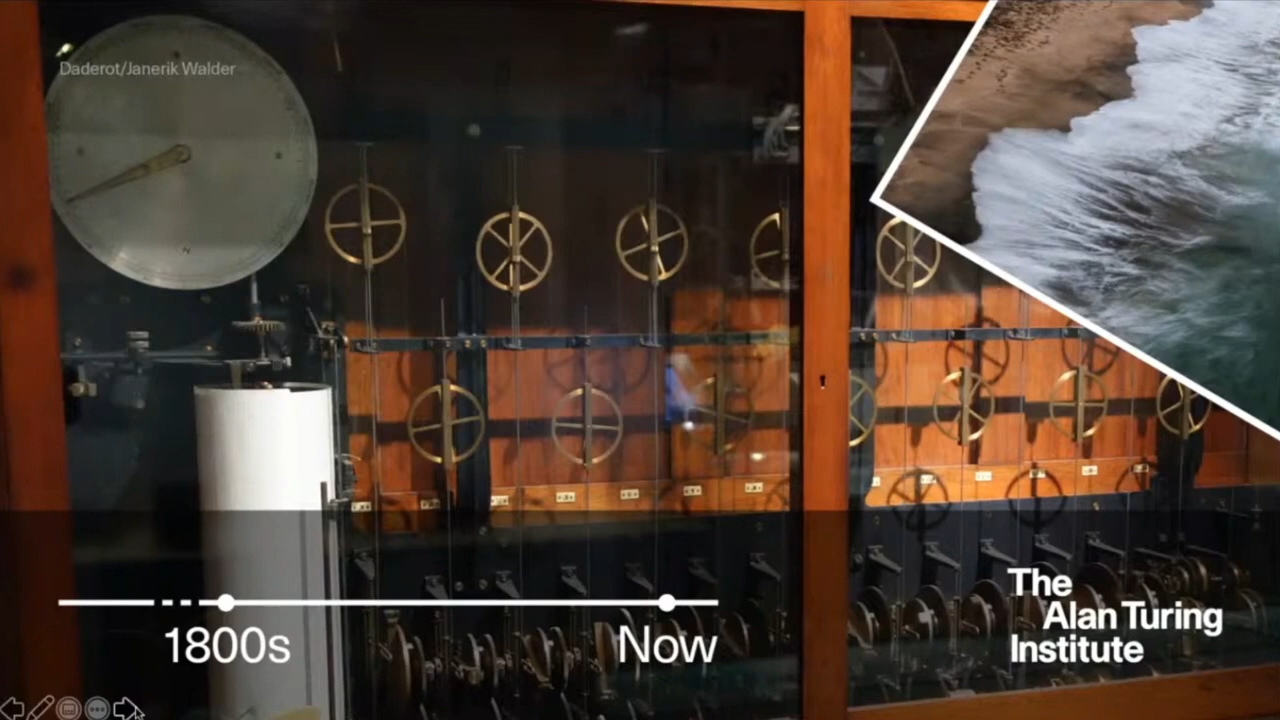 Daderot/Janerik Walder
1800s
Now
The
Alan Turing
Institute